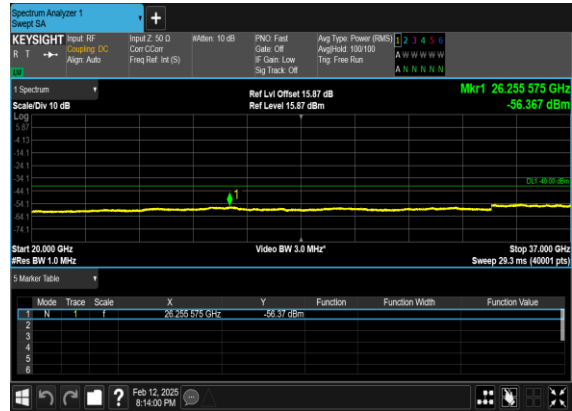 Spectrum Analyzer 1
Swept SA
+
KEYSIGHT
R T
Input: RF
Coupling: DC
Align: Auto
Input Z: 50 Ω
Corr CCorr
Freq Ref: Int (S)
#Atten: 10 dB
PNO: Fast
Gate: Off
IF Gain: Low
Sig Track: Off
Avg Type: Power (RMS)
Avg|Hold: 100/100
Trig: Free Run
1 2 3 4 5 6
A W W W W W
A N N N N N
1 Spectrum
Scale/Div 10 dB
Ref Lvl Offset 15.87 dB
Ref Level 15.87 dBm
Mkr1 26.255 575 GHz
-56.367 dBm
Log
5.87
-4.13
-14.1
-24.1
-34.1
-44.1
-54.1
-64.1
-74.1
DL1 -40.00 dBm
1
Start 20.000 GHz
#Res BW 1.0 MHz
Video BW 3.0 MHz*
Stop 37.000 GHz
Sweep 29.3 ms (40001 pts)
5 Marker Table
Mode Trace Scale X Y Function Function Width Function Value
1 N 1 f 26.255 575 GHz -56.37 dBm
2
3
4
5
6
?
Feb 12, 2025
8:14:00 PM